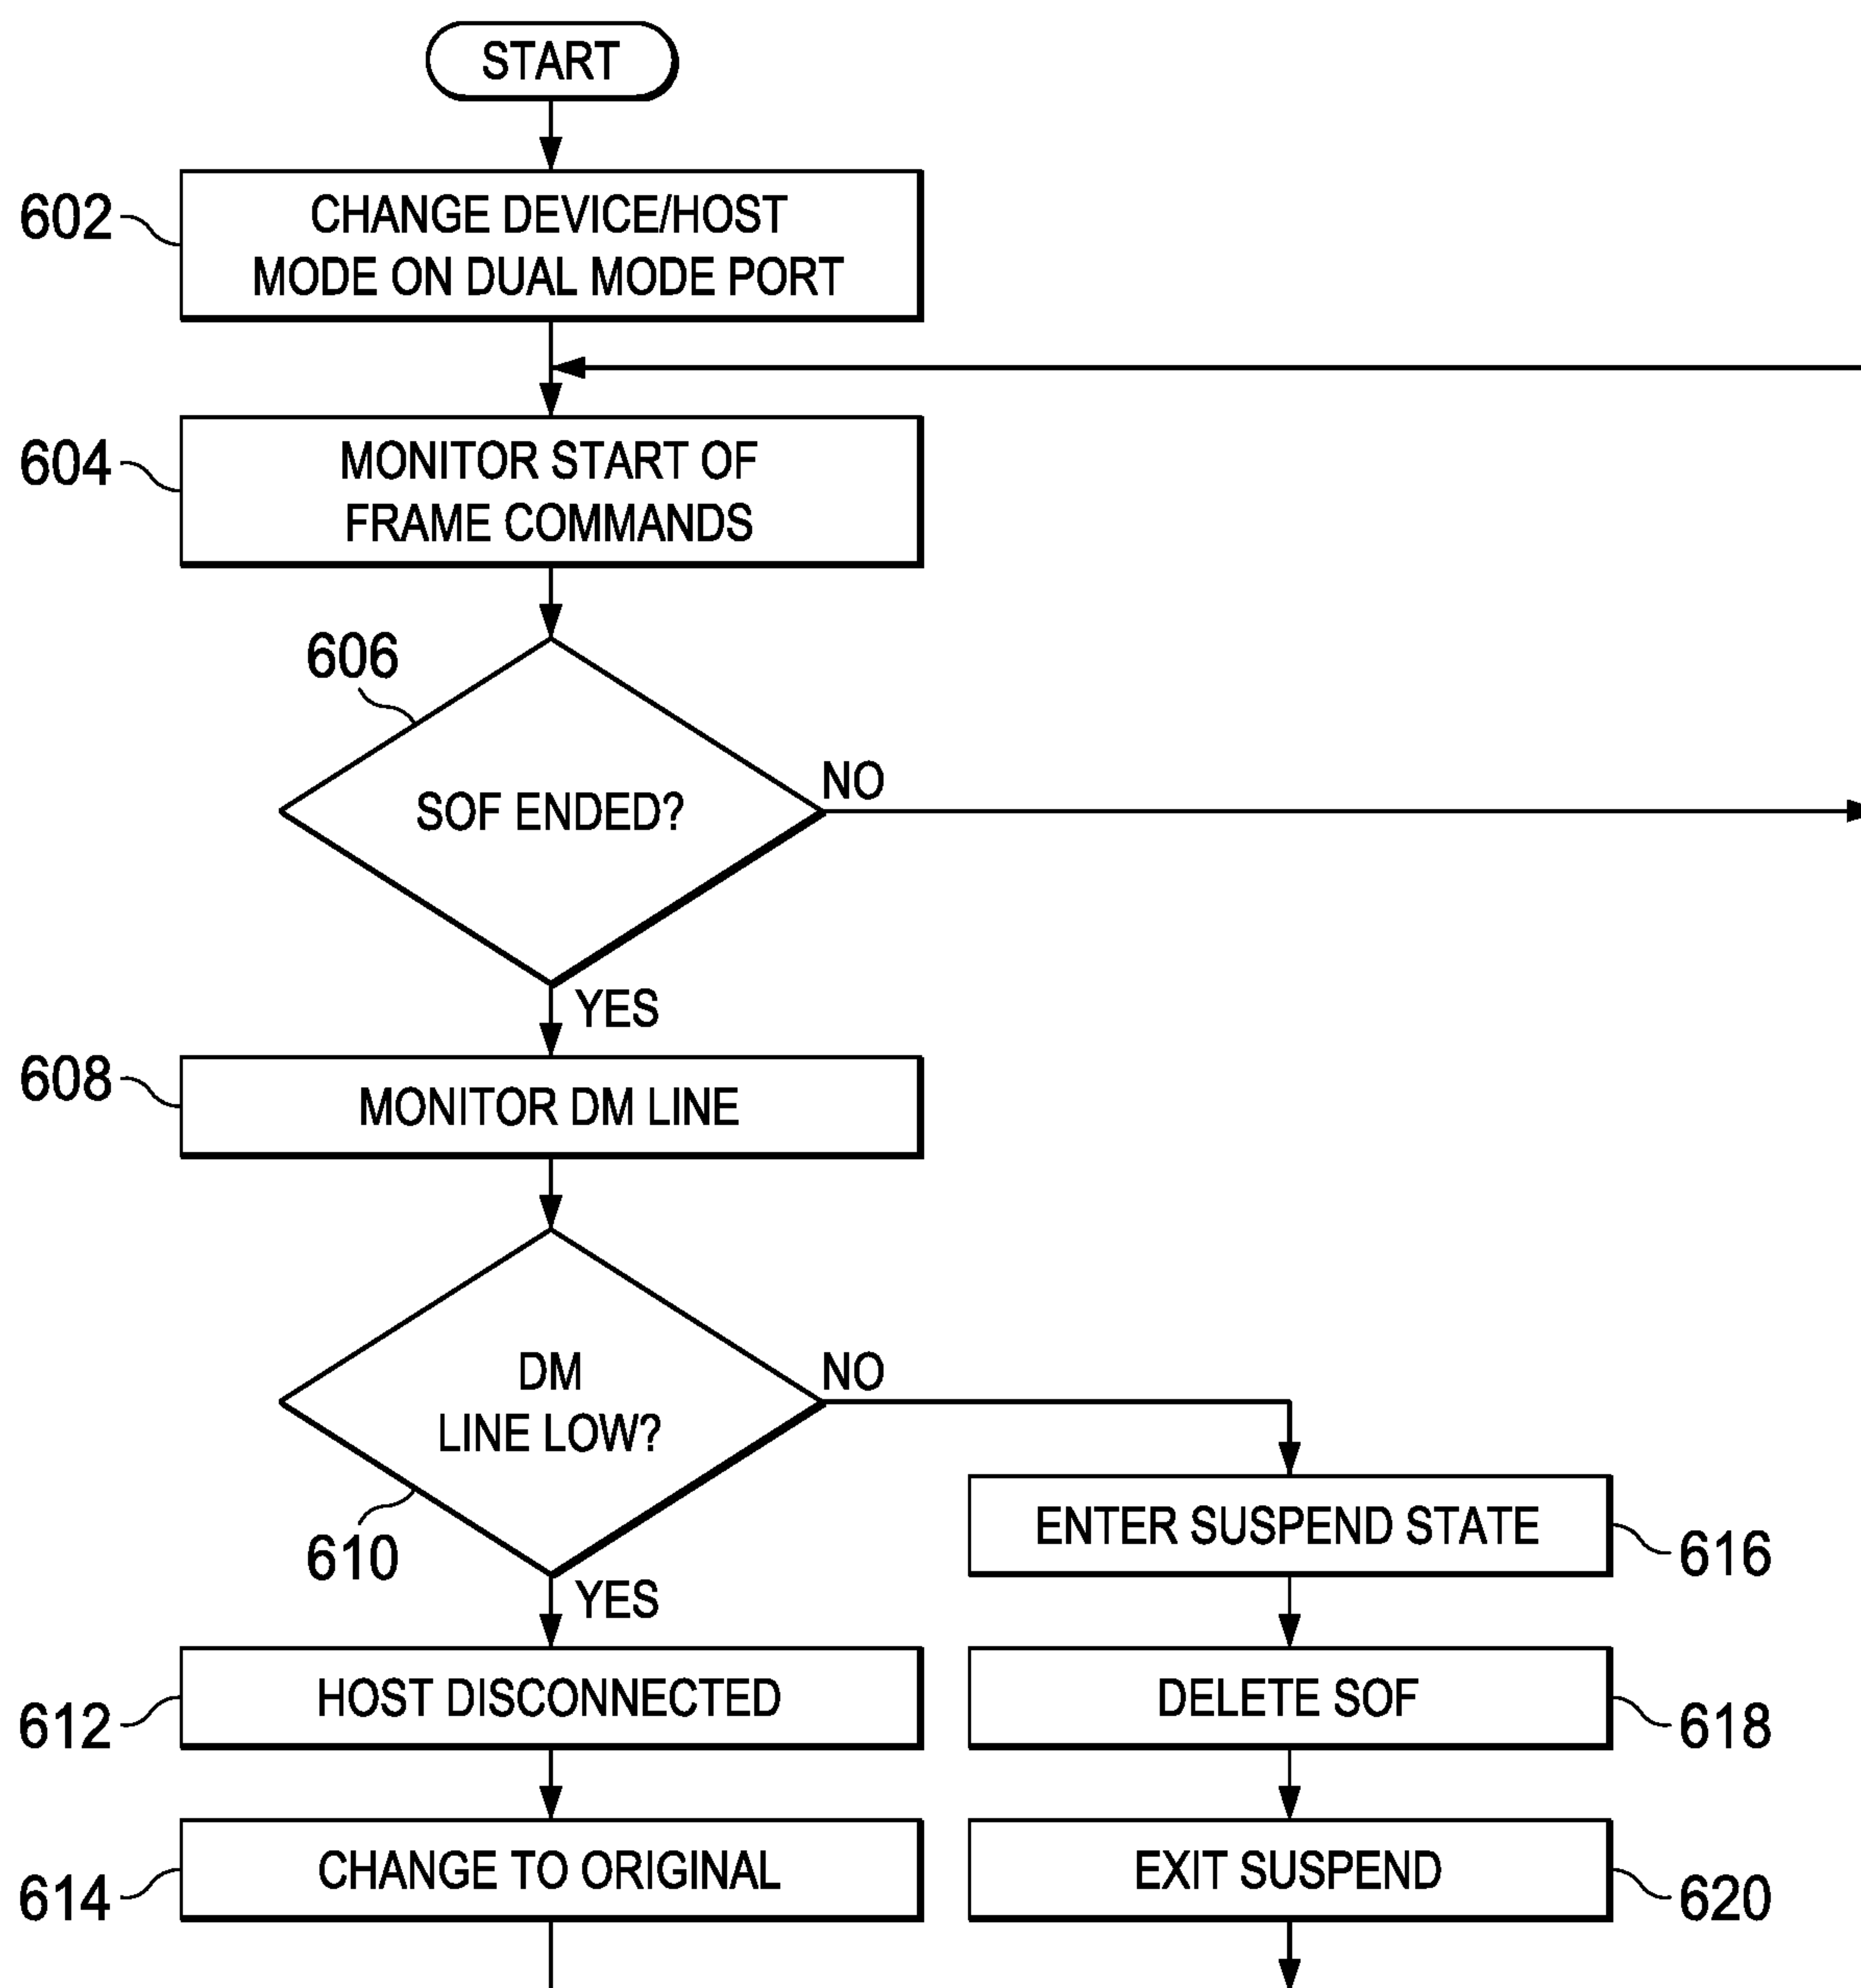 START
602
CHANGE DEVICE/HOST
MODE ON DUAL MODE PORT
604
MONITOR START OF
FRAME COMMANDS
606
SOF ENDED?
NO
YES
608
MONITOR DM LINE
DM
LINE LOW?
NO
610
YES
ENTER SUSPEND STATE
616
612
HOST DISCONNECTED
DELETE SOF
618
614
CHANGE TO ORIGINAL
EXIT SUSPEND
620